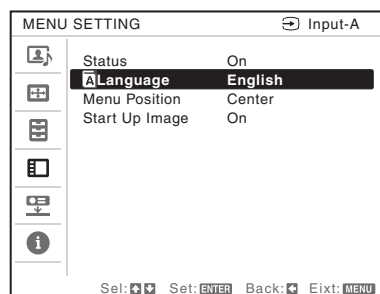 MENU SETTING Input-A
Status On
A Language English
Menu Position Center
Start Up Image On
Sel: Set: ENTER Back: Eixt: MENU